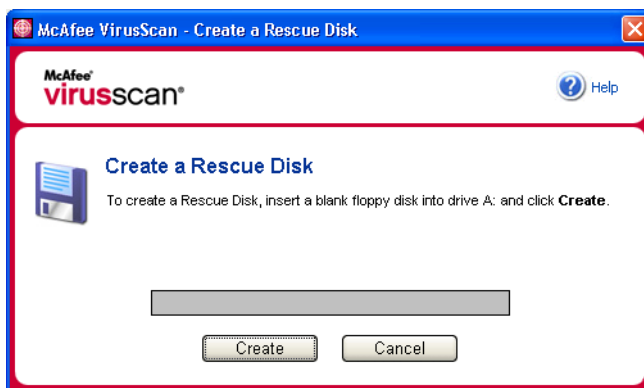 McAfee VirusScan - Create a Rescue Disk
McAfee®
virusscan®
? Help
Create a Rescue Disk
To create a Rescue Disk, insert a blank floppy disk into drive A: and click Create.
Create Cancel